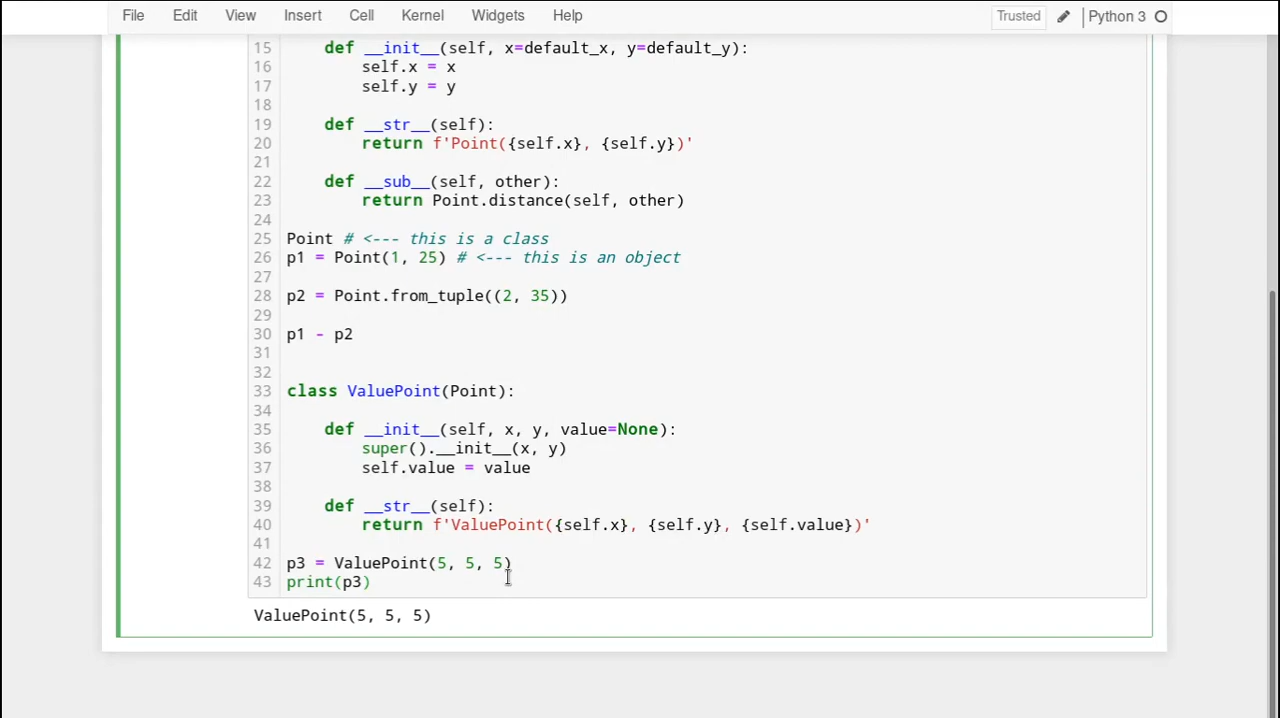 File Edit View Insert Cell Kernel Widgets Help Trusted Python 3
15 def __init__(self, x=default_x, y=default_y):
16 self.x = x
17 self.y = y
18
19 def __str__(self):
20 return f'Point({self.x}, {self.y})'
21
22 def __sub__(self, other):
23 return Point.distance(self, other)
24
25 Point # <--- this is a class
26 p1 = Point(1, 25) # <--- this is an object
27
28 p2 = Point.from_tuple((2, 35))
29
30 p1 - p2
31
32
33 class ValuePoint(Point):
34
35 def __init__(self, x, y, value=None):
36 super().__init__(x, y)
37 self.value = value
38
39 def __str__(self):
40 return f'ValuePoint({self.x}, {self.y}, {self.value})'
41
42 p3 = ValuePoint(5, 5, 5)
43 print(p3)
ValuePoint(5, 5, 5)